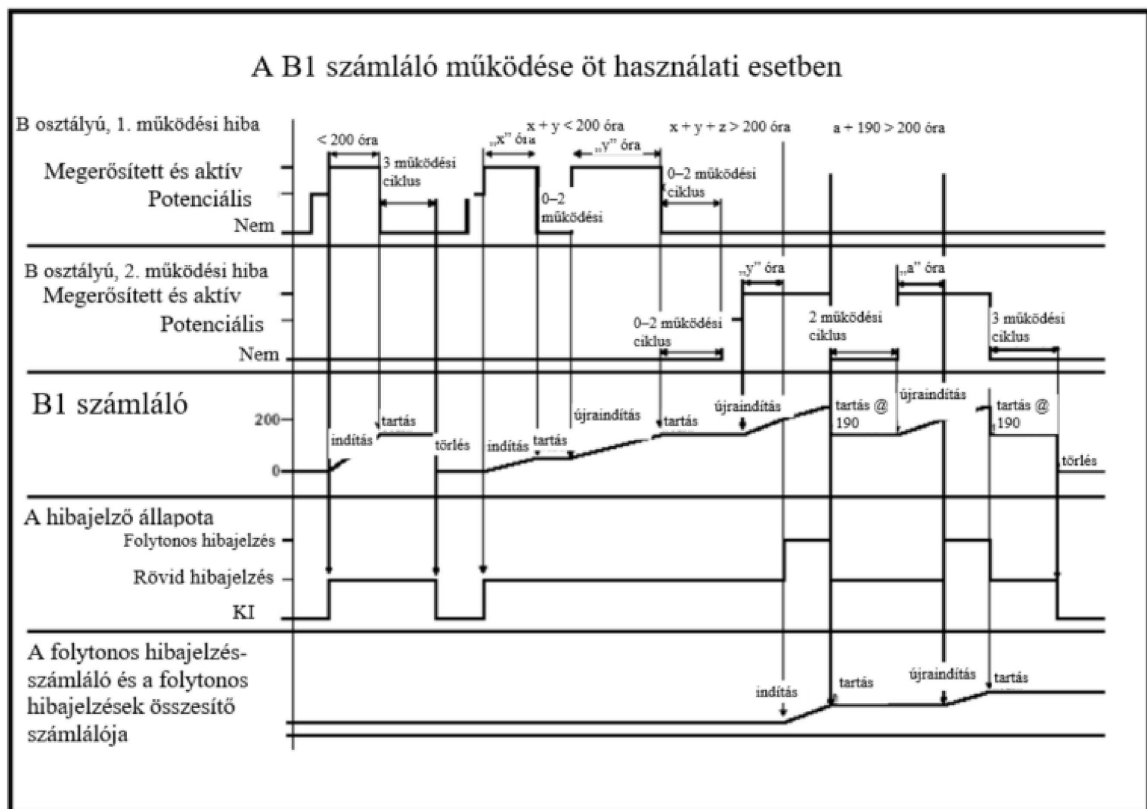 A B1 számláló működése öt használati esetben
B osztályú, 1. működési hiba
< 200 óra
„x” óra
x + y < 200 óra
„y” óra
x + y + z > 200 óra
a + 190 > 200 óra
Megerősített és aktív
3 működési
ciklus
0–2 működési
ciklus
Potenciális
0–2
működési
Nem
B osztályú, 2. működési hiba
„y” óra
„a” óra
Megerősített és aktív
Potenciális
0–2 működési
ciklus
2 működési
ciklus
3 működési
ciklus
Nem
B1 számláló
200
0
indítás
tartás
törlés
indítás
tartás
újraindítás
tartás
újraindítás
tartás @
190
újraindítás
tartás @
190
törlés
A hibajelző állapota
Folytonos hibajelzés
Rövid hibajelzés
KI
A folytonos hibajelzés-
számláló és a folytonos
hibajelzések összesítő
számlálója
indítás
tartás
újraindítás
tartás